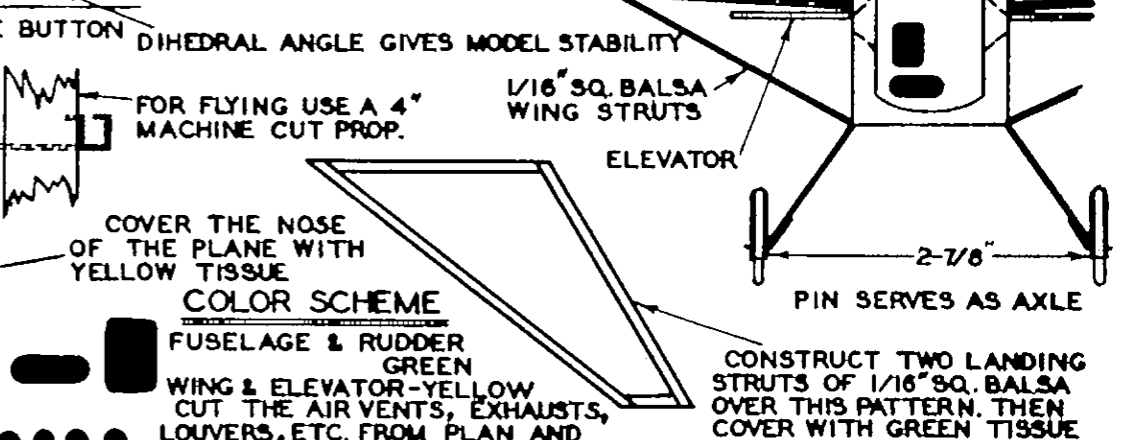 BUTTON
DIHEDRAL ANGLE GIVES MODEL STABILITY
1/16" SQ. BALSA
WING STRUTS
FOR FLYING USE A 4"
MACHINE CUT PROP.
ELEVATOR
COVER THE NOSE
OF THE PLANE WITH
YELLOW TISSUE
2-7/8"
PIN SERVES AS AXLE
COLOR SCHEME
FUSELAGE & RUDDER
GREEN
WING & ELEVATOR-YELLOW
CUT THE AIR VENTS, EXHAUSTS,
LOUVERS, ETC. FROM PLAN AND
CONSTRUCT TWO LANDING
STRUTS OF 1/16" SQ. BALSA
OVER THIS PATTERN. THEN
COVER WITH GREEN TISSUE